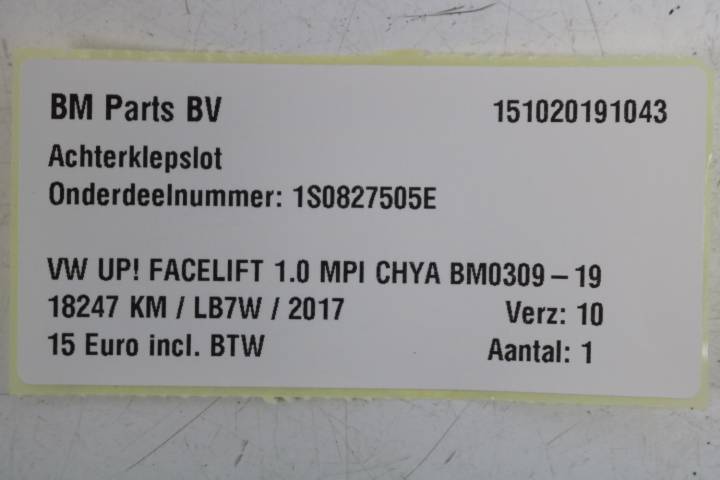 BM Parts BV 151020191043
Achterklepslot
Onderdeelnummer: 1S0827505E
VW UP! FACELIFT 1.0 MPI CHYA BM0309-19
18247 KM / LB7W / 2017 Verz: 10
15 Euro incl. BTW Aantal: 1